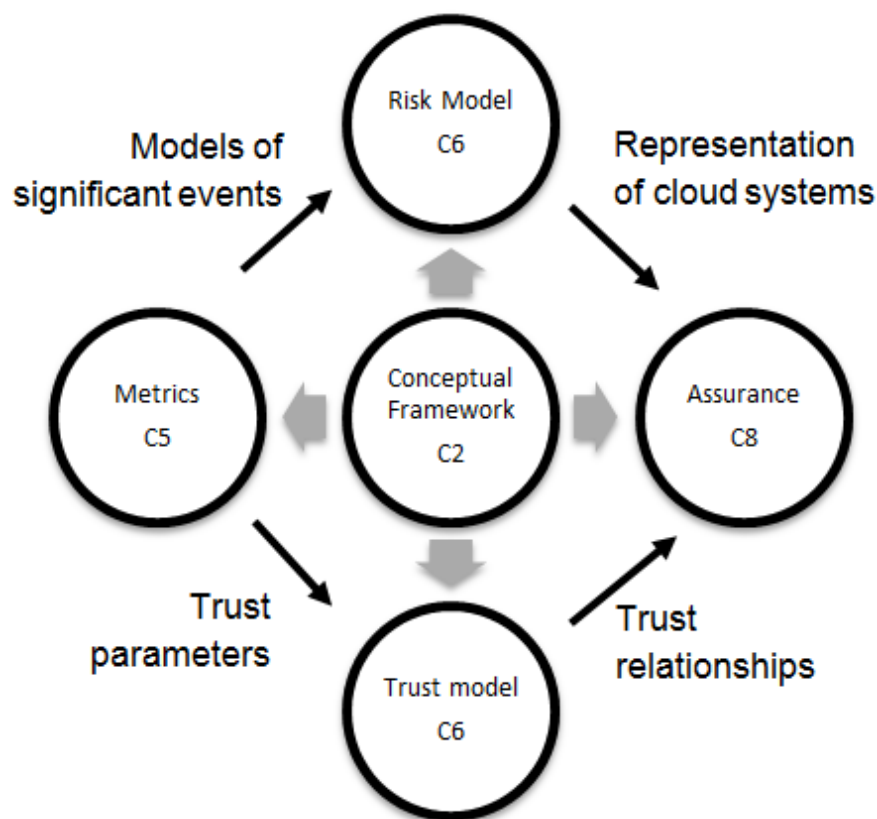 Risk Model
C6
Models of
significant events
Representation
of cloud systems
Metrics
C5
Conceptual
Framework
C2
Assurance
C8
Trust
parameters
Trust
relationships
Trust model
C6